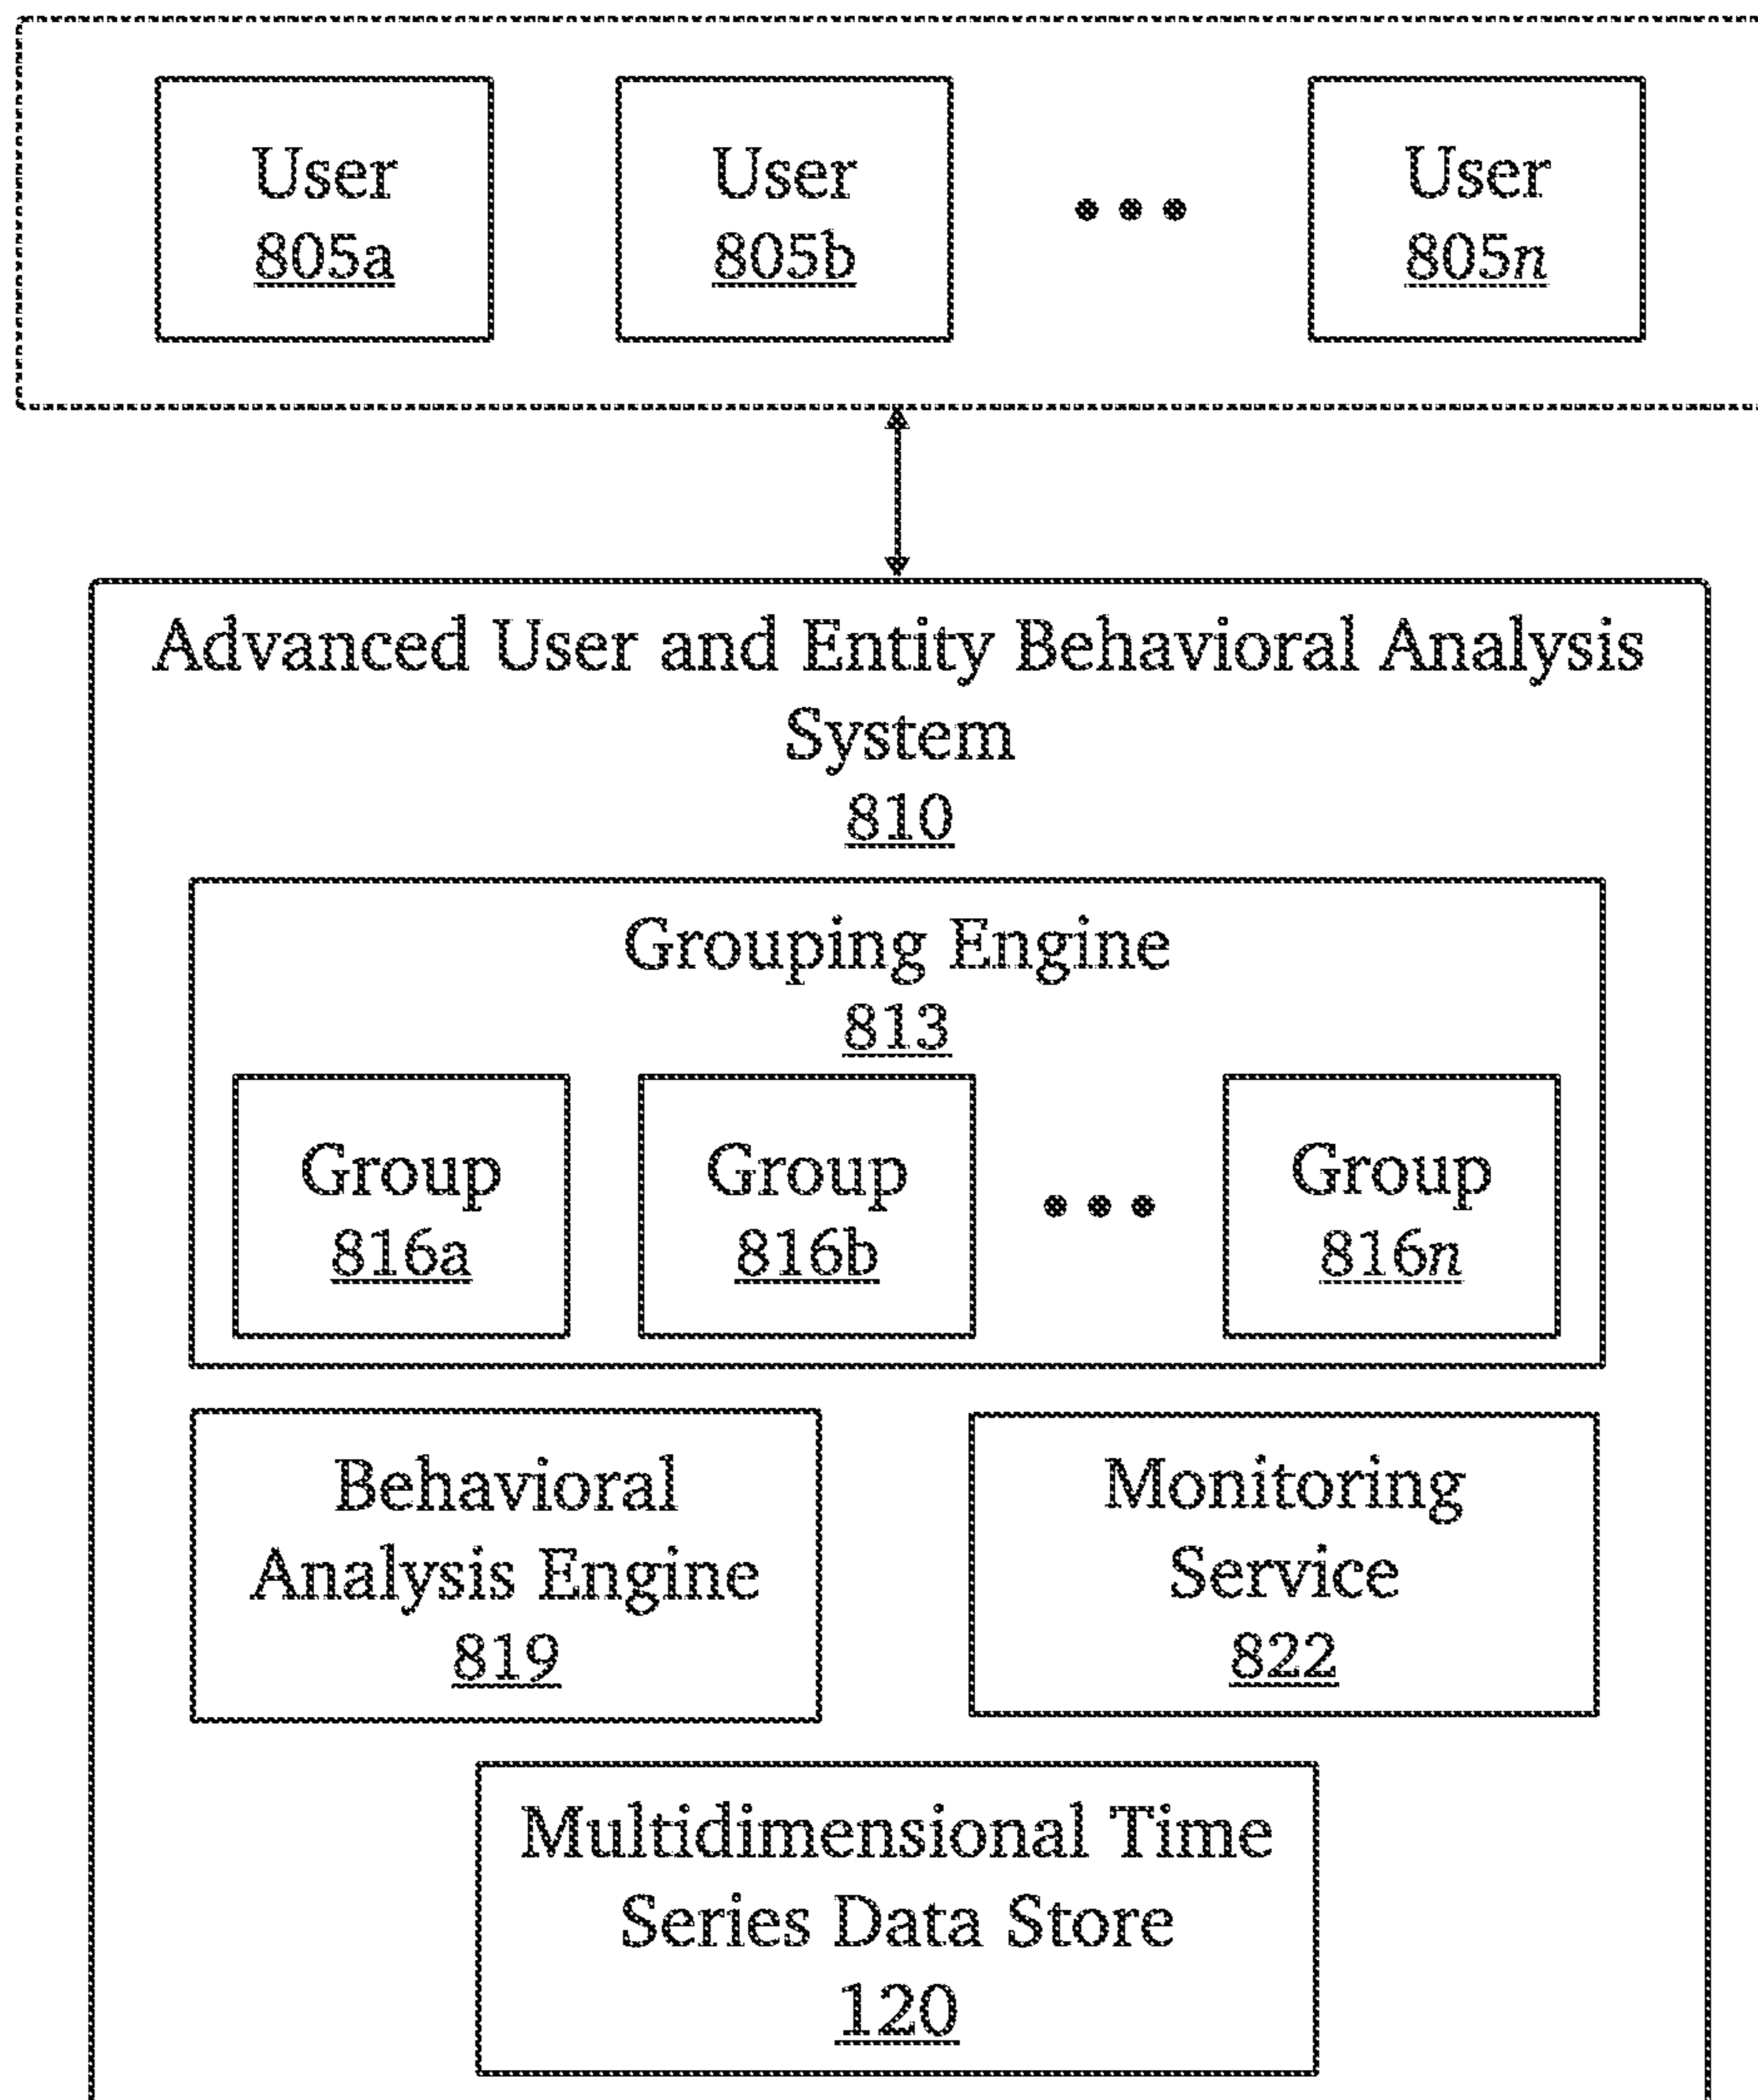 User User User
805a 805b ••• 805n
Advanced User and Entity Behavioral Analysis
System
810
Grouping Engine
813
Group Group Group
816a 816b ••• 816n
Behavioral
Analysis Engine
819
Monitoring
Service
822
Multidimensional Time
Series Data Store
120